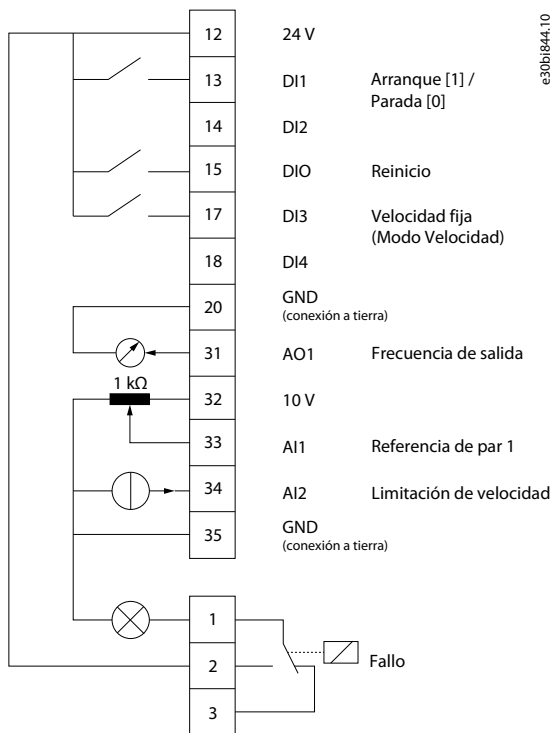 e30bi844.10
12 24 V
13 DI1 Arranque [1] /
Parada [0]
14 DI2
15 DIO Reinicio
17 DI3 Velocidad fija
(Modo Velocidad)
18 DI4
20 GND
(conexión a tierra)
31 AO1 Frecuencia de salida
1 kΩ
32 10 V
33 AI1 Referencia de par 1
34 AI2 Limitación de velocidad
35 GND
(conexión a tierra)
1
2 Fallo
3